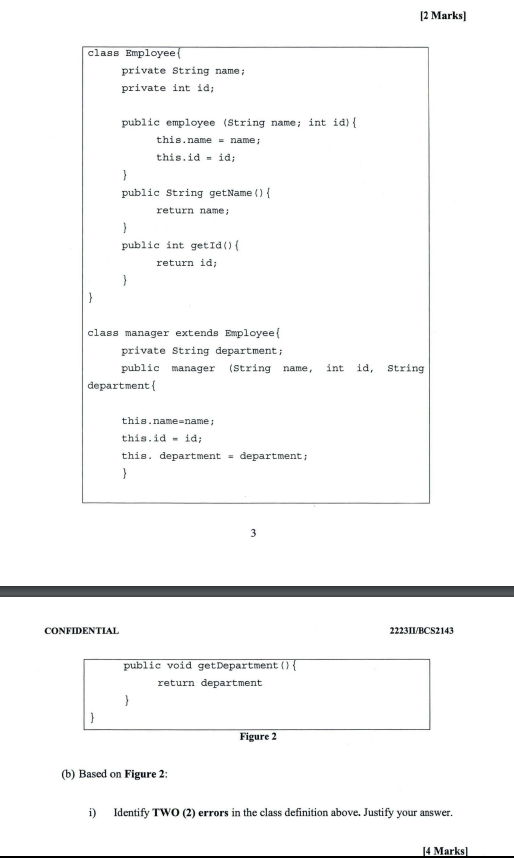 [2 Marks]
class Employee{
private String name;
private int id;
public employee (String name; int id){
this.name = name;
this.id = id;
}
public String getName(){
return name;
}
public int getId(){
return id;
}
}
class manager extends Employee{
private String department;
public manager (String name, int id, String
department{
this.name=name;
this.id = id;
this. department = department;
}
3
CONFIDENTIAL 2223II/BCS2143
public void getDepartment(){
return department
}
}
Figure 2
(b) Based on Figure 2:
i) Identify TWO (2) errors in the class definition above. Justify your answer.
[4 Marks]